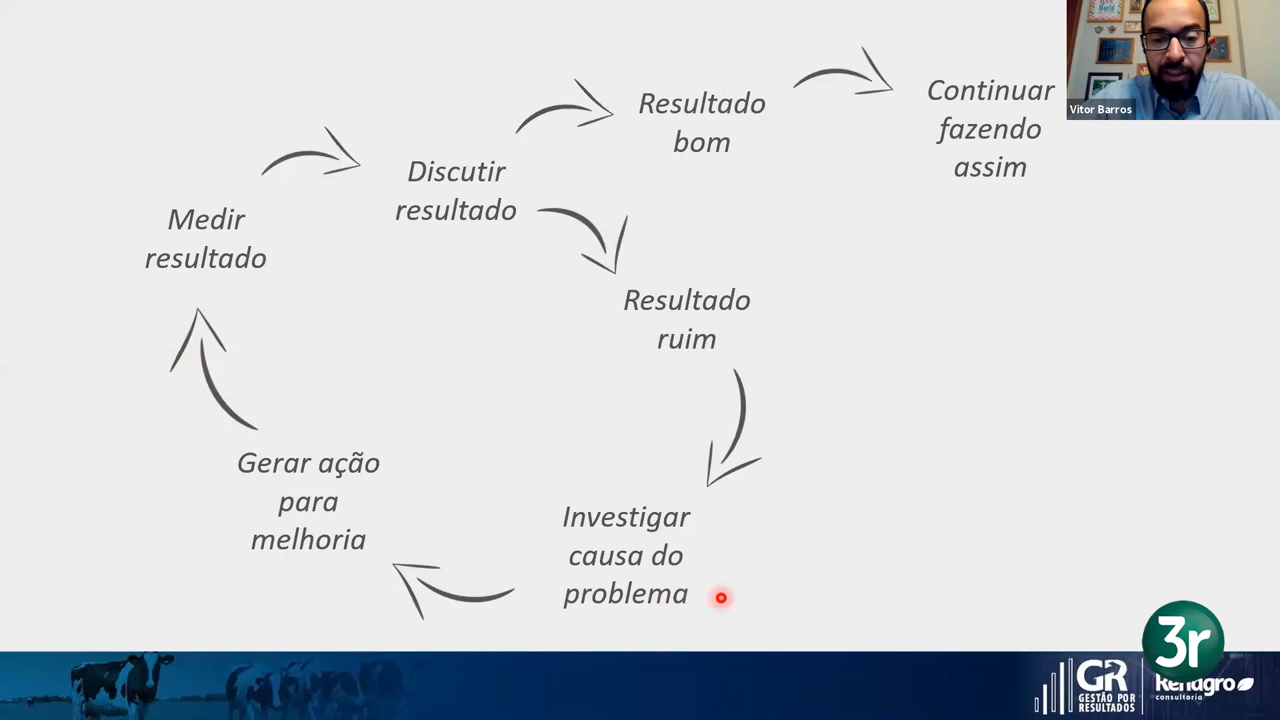 Continuar
fazendo
assim
Vitor Barros
Resultado
bom
Discutir
resultado
Medir
resultado
Resultado
ruim
Gerar ação
para
melhoria
Investigar
causa do
problema
3r
GR
GESTÃO POR
RESULTADOS
Rehagro
consultoria